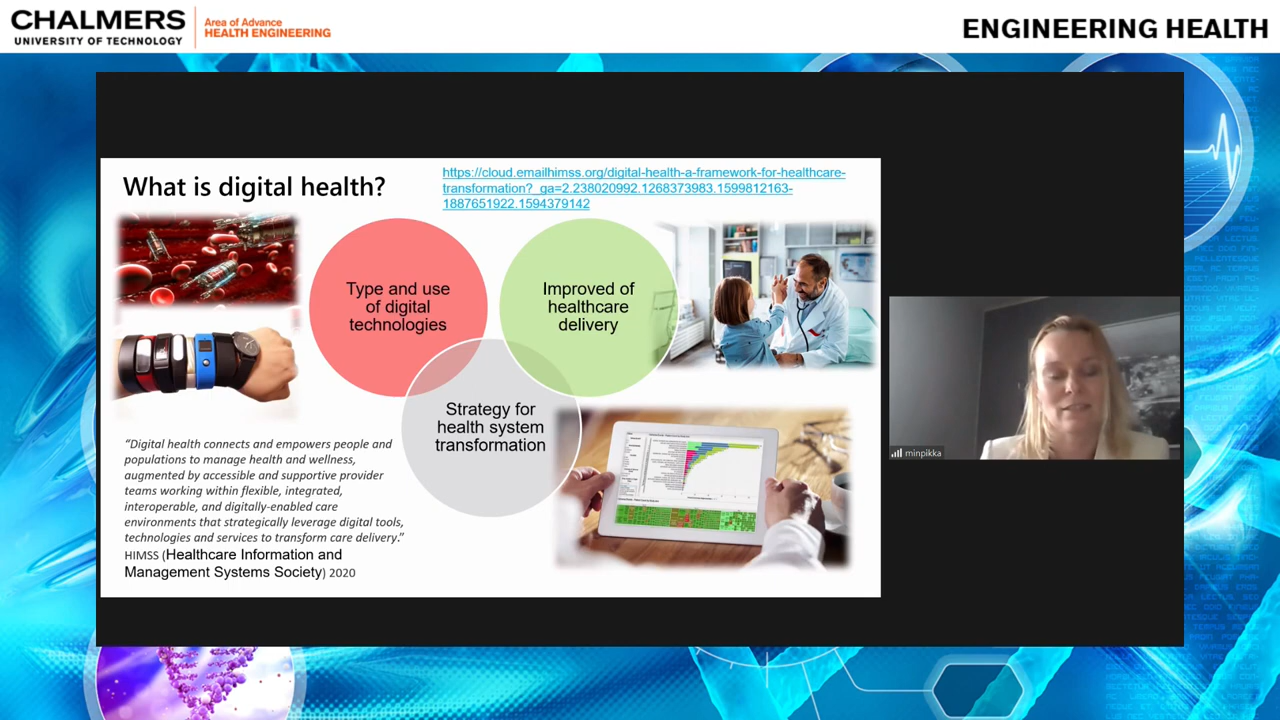 CHALMERS
UNIVERSITY OF TECHNOLOGY
Area of Advance
HEALTH ENGINEERING
ENGINEERING HEALTH
What is digital health?
https://cloud.emailhimss.org/digital-health-a-framework-for-healthcare-
transformation?_ga=2.238020992.1268373983.1599812163-
1887651922.1594379142
Type and use
of digital
technologies
Improved of
healthcare
delivery
Strategy for
health system
transformation
“Digital health connects and empowers people and
populations to manage health and wellness,
augmented by accessible and supportive provider
teams working within flexible, integrated,
interoperable, and digitally-enabled care
environments that strategically leverage digital tools,
technologies and services to transform care delivery.”
HIMSS (Healthcare Information and
Management Systems Society) 2020
minpikka